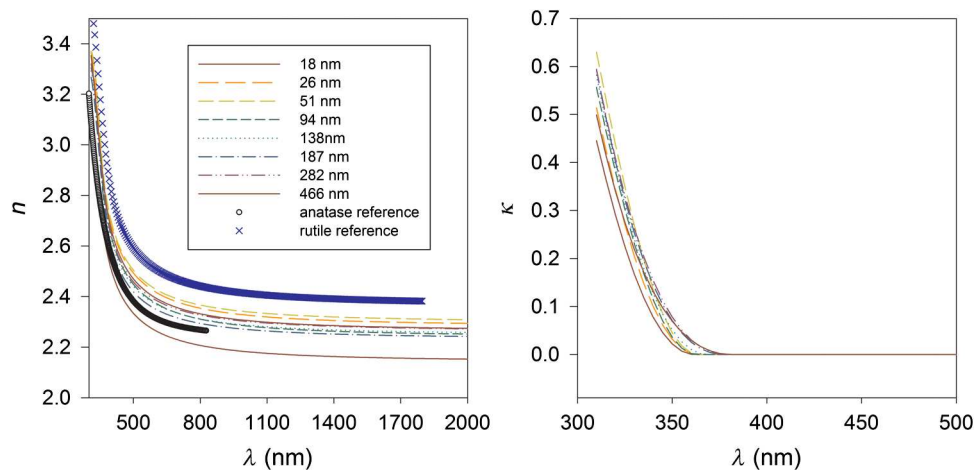 3.4
3.2
3.0
2.8
2.6
2.4
2.2
2.0
n
500 800 1100 1400 1700 2000
λ (nm)
18 nm
26 nm
51 nm
94 nm
138nm
187 nm
282 nm
466 nm
anatase reference
rutile reference
0.7
0.6
0.5
0.4
0.3
0.2
0.1
0.0
κ
300 350 400 450 500
λ (nm)